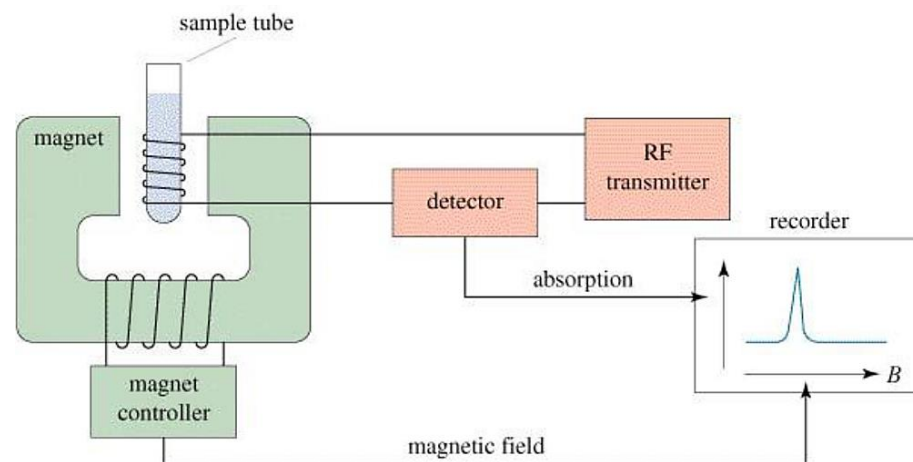 sample tube
magnet
RF
transmitter
detector
recorder
absorption
B
magnet
controller
magnetic field